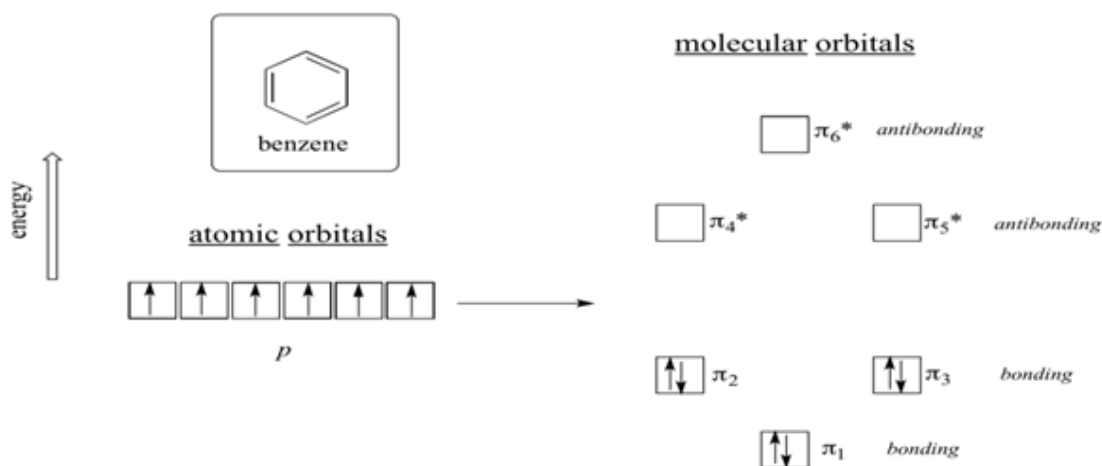 molecular orbitals
benzene
π6* antibonding
energy
atomic orbitals
π4*
π5* antibonding
p
π2
π3 bonding
π1 bonding